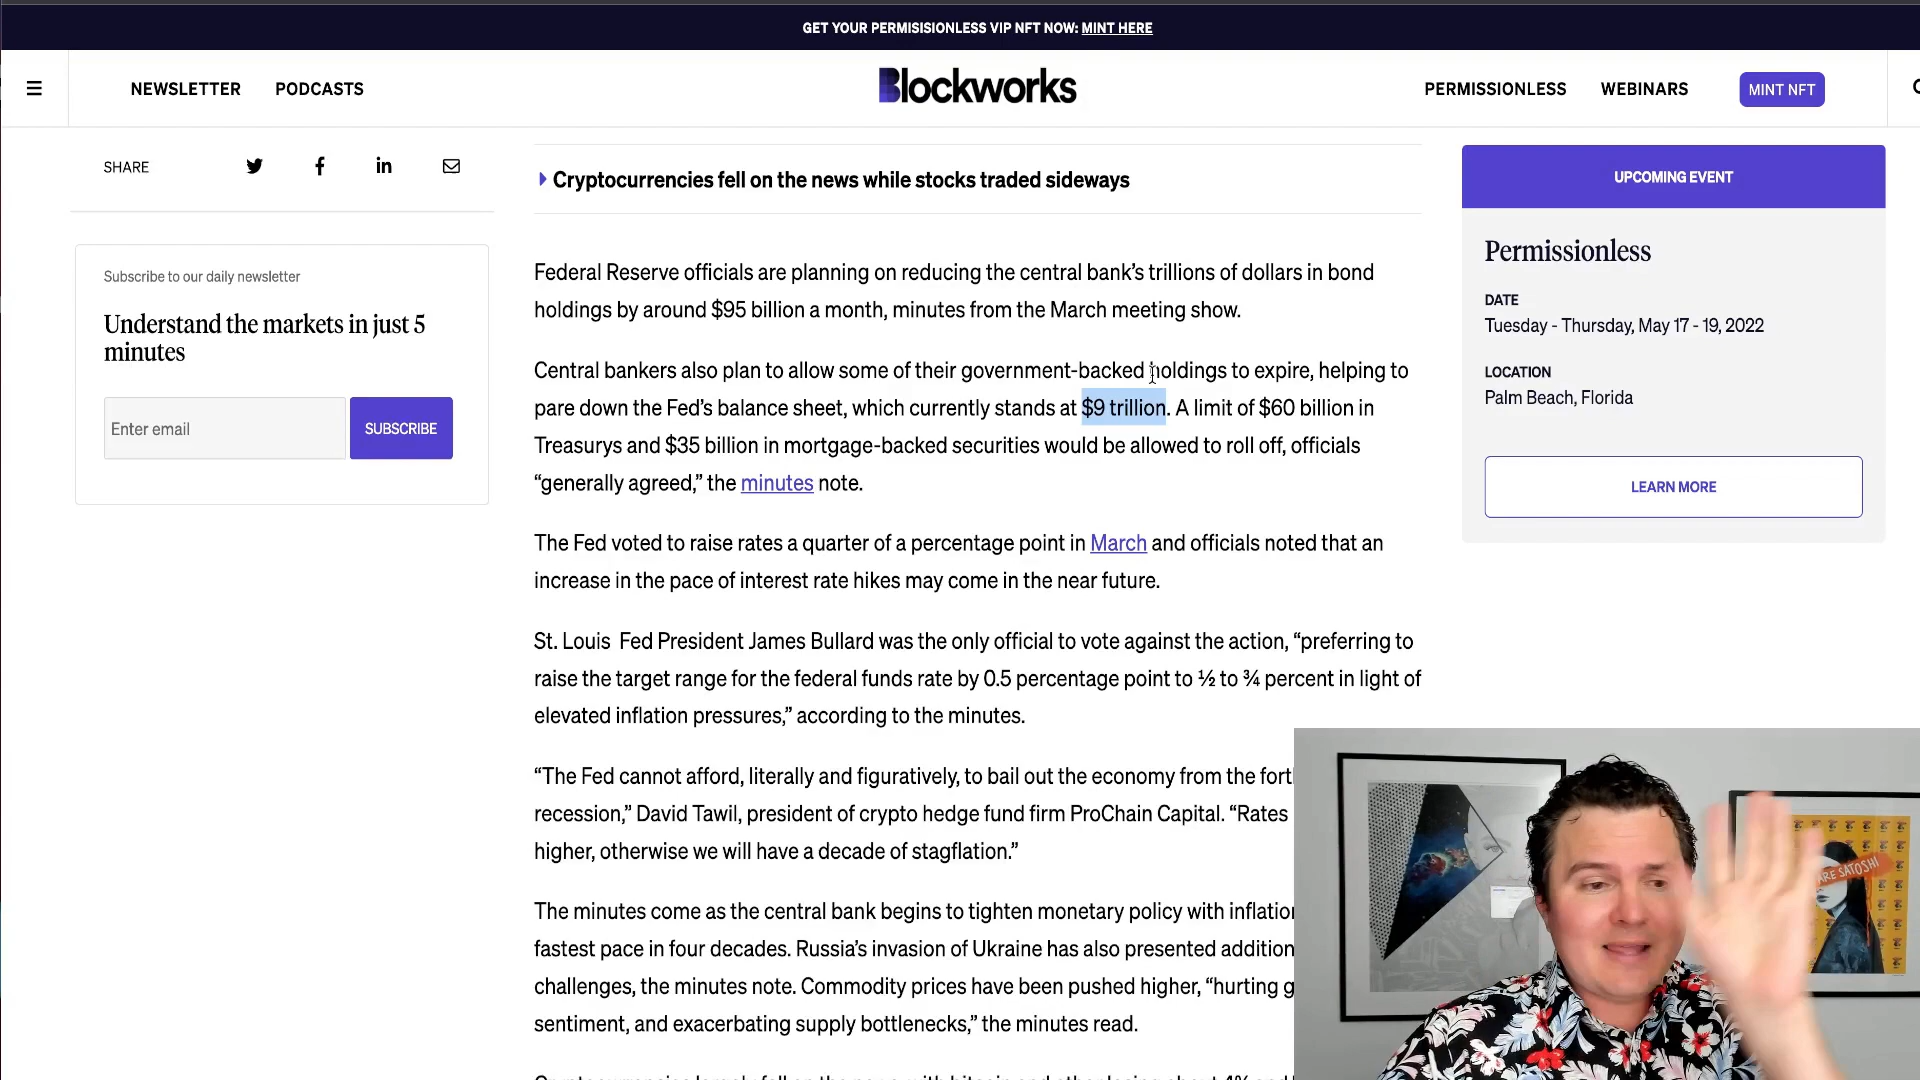 GET YOUR PERMISISIONLESS VIP NFT NOW: MINT HERE
NEWSLETTER
PODCASTS
Blockworks
PERMISSIONLESS
WEBINARS
MINT NFT
SHARE
Subscribe to our daily newsletter
Understand the markets in just 5
minutes
Enter email
SUBSCRIBE
Cryptocurrencies fell on the news while stocks traded sideways
Federal Reserve officials are planning on reducing the central bank’s trillions of dollars in bond
holdings by around $95 billion a month, minutes from the March meeting show.
Central bankers also plan to allow some of their government-backed holdings to expire, helping to
pare down the Fed’s balance sheet, which currently stands at $9 trillion. A limit of $60 billion in
Treasurys and $35 billion in mortgage-backed securities would be allowed to roll off, officials
“generally agreed,” the minutes note.
The Fed voted to raise rates a quarter of a percentage point in March and officials noted that an
increase in the pace of interest rate hikes may come in the near future.
St. Louis Fed President James Bullard was the only official to vote against the action, “preferring to
raise the target range for the federal funds rate by 0.5 percentage point to ½ to ¾ percent in light of
elevated inflation pressures,” according to the minutes.
“The Fed cannot afford, literally and figuratively, to bail out the economy from the
recession,” David Tawil, president of crypto hedge fund firm ProChain Capital. “Rates
higher, otherwise we will have a decade of stagflation.”
The minutes come as the central bank begins to tighten monetary policy with
fastest pace in four decades. Russia’s invasion of Ukraine has also presented
challenges, the minutes note. Commodity prices have been pushed higher, “hurting
sentiment, and exacerbating supply bottlenecks,” the minutes read.
UPCOMING EVENT
Permissionless
DATE
Tuesday - Thursday, May 17 - 19, 2022
LOCATION
Palm Beach, Florida
LEARN MORE
ARE SATOSHI